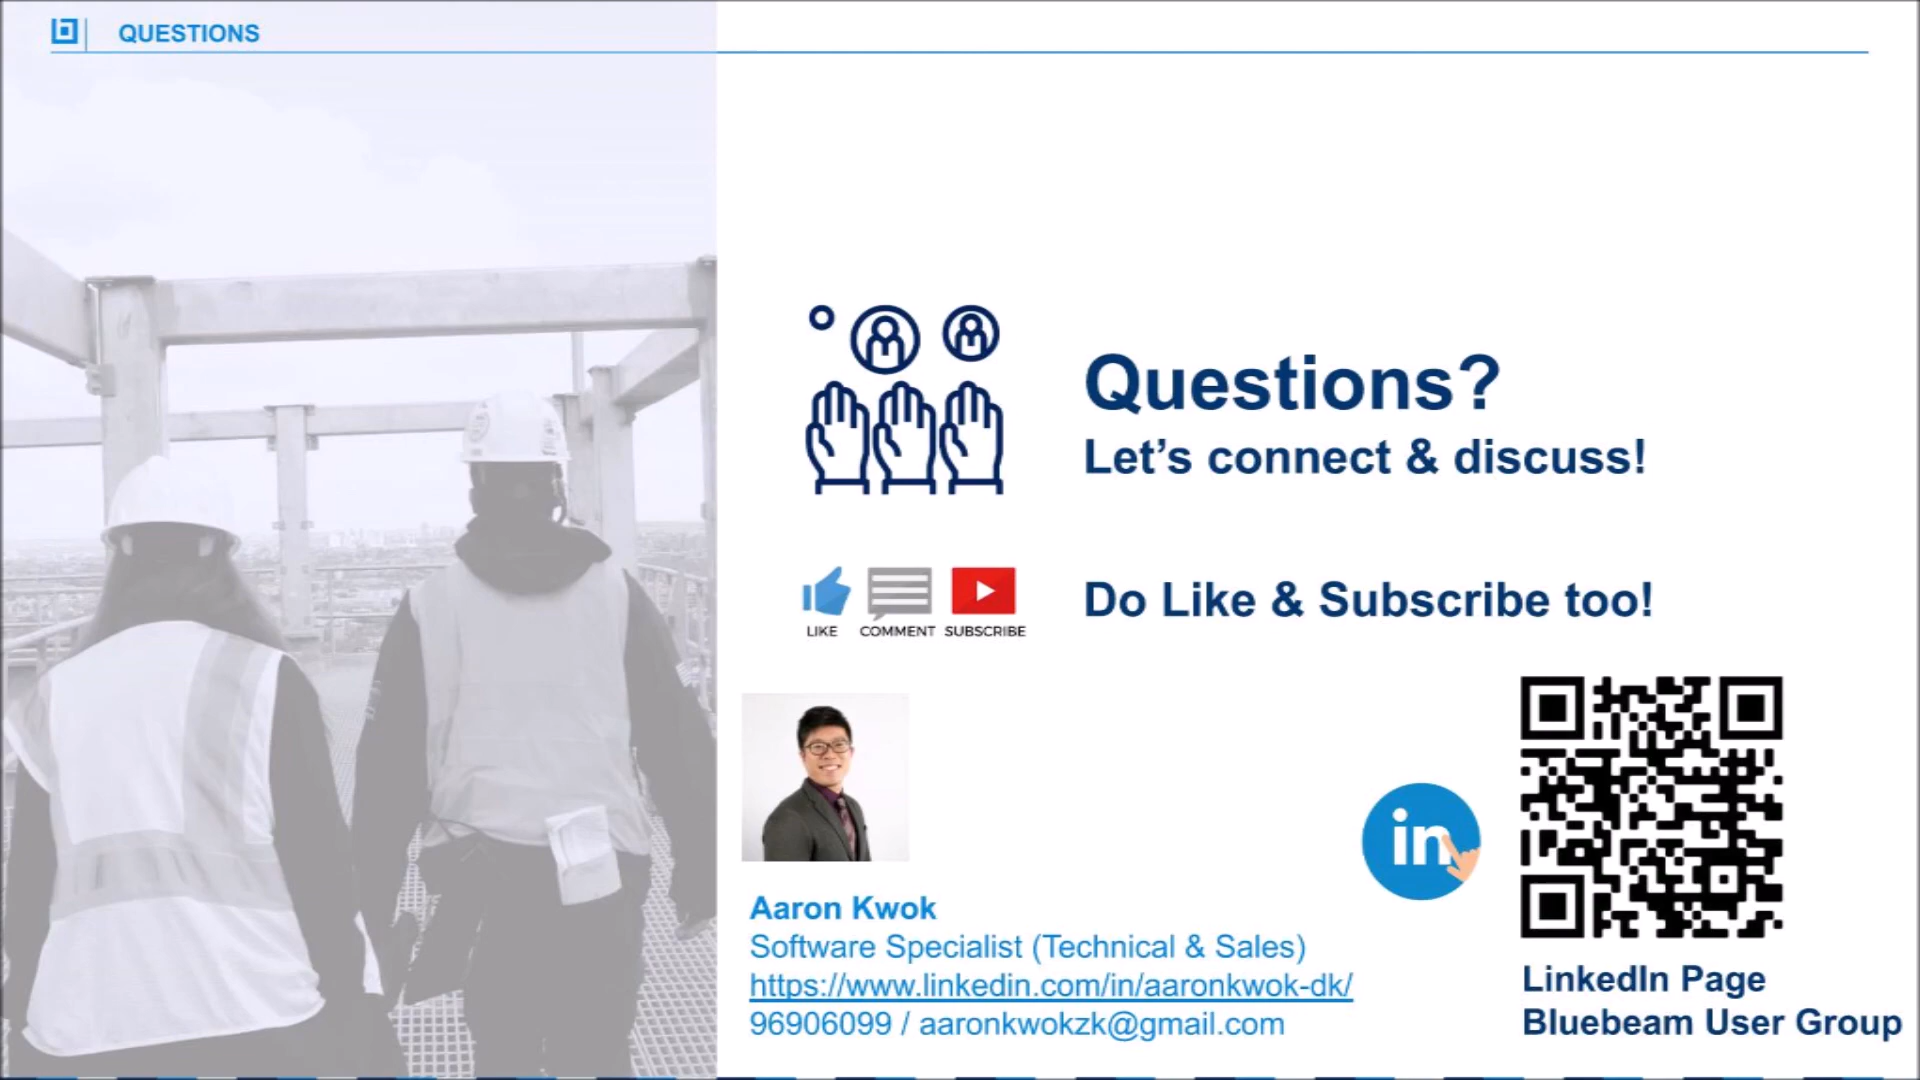 QUESTIONS
Questions?
Let's connect & discuss!
LIKE COMMENT SUBSCRIBE
Do Like & Subscribe too!
in
Aaron Kwok
Software Specialist (Technical & Sales)
https://www.linkedin.com/in/aaronkwok-dk/
96906099 / aaronkwokzk@gmail.com
LinkedIn Page
Bluebeam User Group